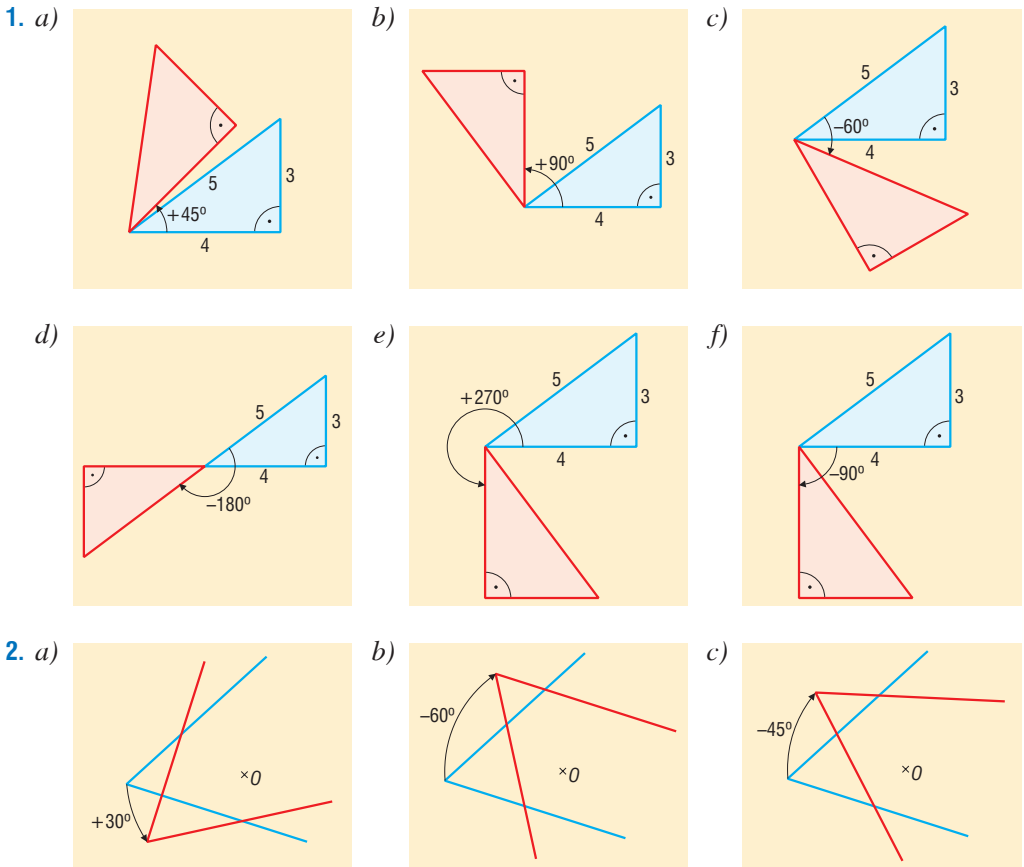 1. a)
5
3
+45º
4
b)
5
3
+90º
4
c)
5
3
–60º
4
d)
5
3
4
–180º
e)
+270º
5
3
4
f)
5
3
4
–90º
2. a)
×O
+30º
b)
–60º
×O
c)
–45º
×O